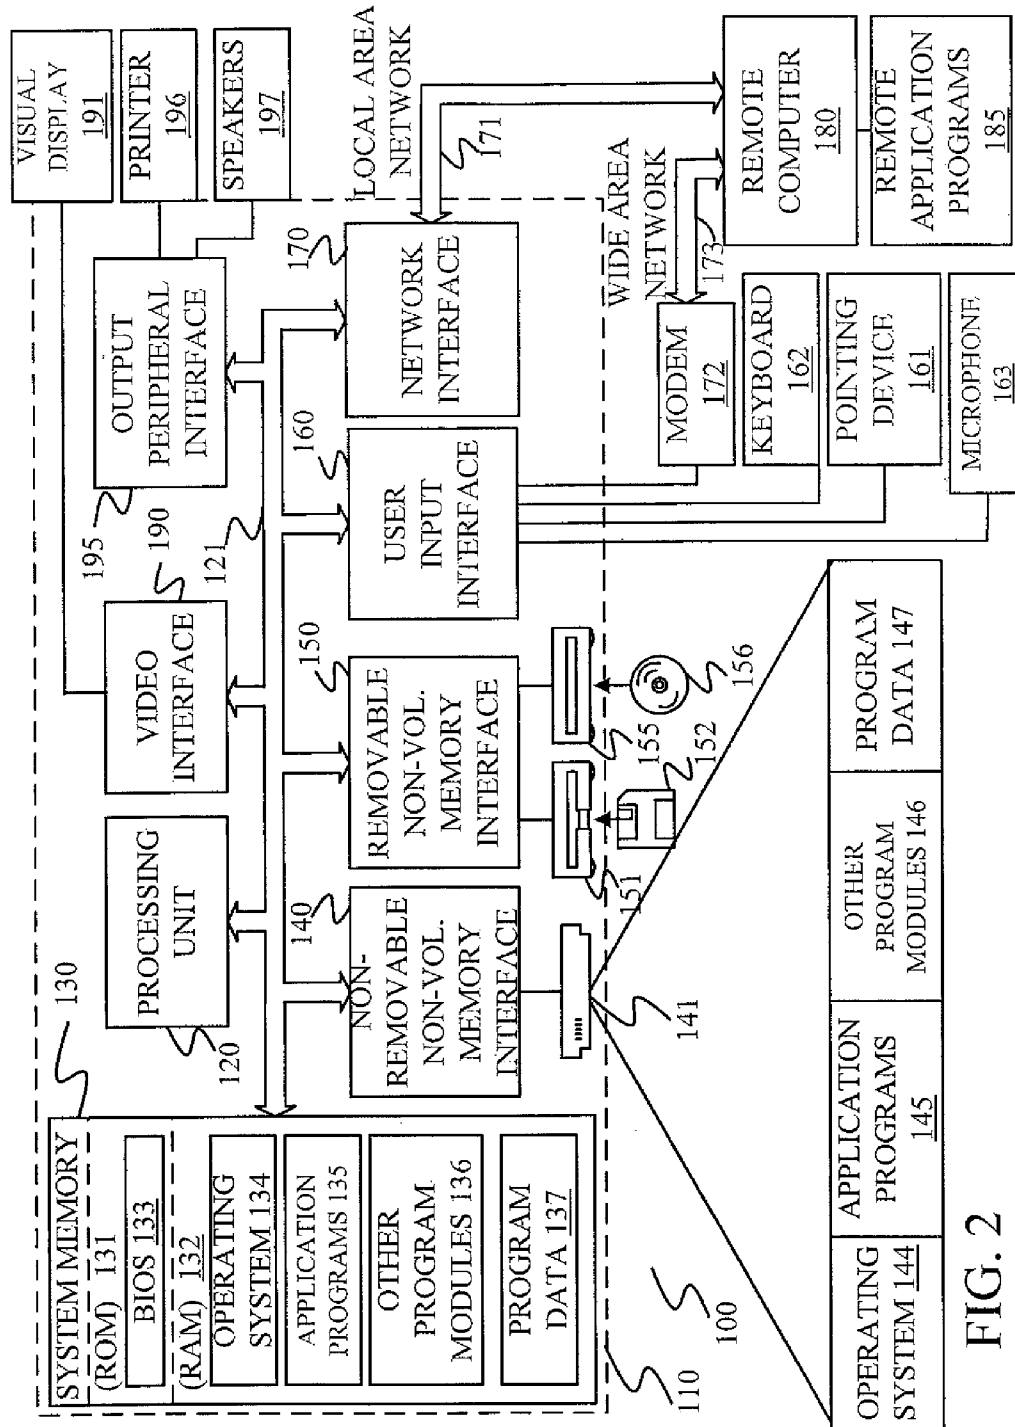 SYSTEM MEMORY
(ROM) 131
BIOS 133
(RAM) 132
OPERATING
SYSTEM 134
APPLICATION
PROGRAMS 135
OTHER
PROGRAM
MODULES 136
PROGRAM
DATA 137
130
PROCESSING
UNIT
120
VIDEO
INTERFACE
190
121
OUTPUT
PERIPHERAL
INTERFACE
195
VISUAL
DISPLAY
191
PRINTER
196
SPEAKERS
197
NON-
REMOVABLE
NON-VOL.
MEMORY
INTERFACE
140
REMOVABLE
NON-VOL.
MEMORY
INTERFACE
150
USER
INPUT
INTERFACE
160
NETWORK
INTERFACE
170
LOCAL AREA
NETWORK
171
141
151
152
155
156
WIDE AREA
NETWORK
173
MODEM
172
KEYBOARD
162
POINTING
DEVICE
161
MICROPHONE
163
REMOTE
COMPUTER
180
REMOTE
APPLICATION
PROGRAMS
185
110
100
OPERATING
SYSTEM 144
APPLICATION
PROGRAMS
145
OTHER
PROGRAM
MODULES 146
PROGRAM
DATA 147
FIG. 2